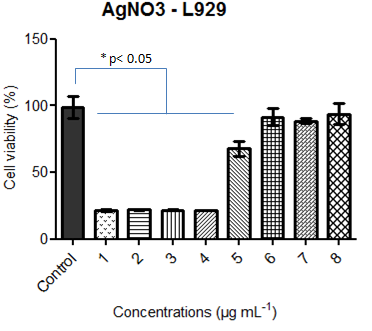 AgNO3 - L929
* p< 0.05
Cell viability (%)
150
100
50
0
Control 1 2 3 4 5 6 7 8
Concentrations (µg mL-1)